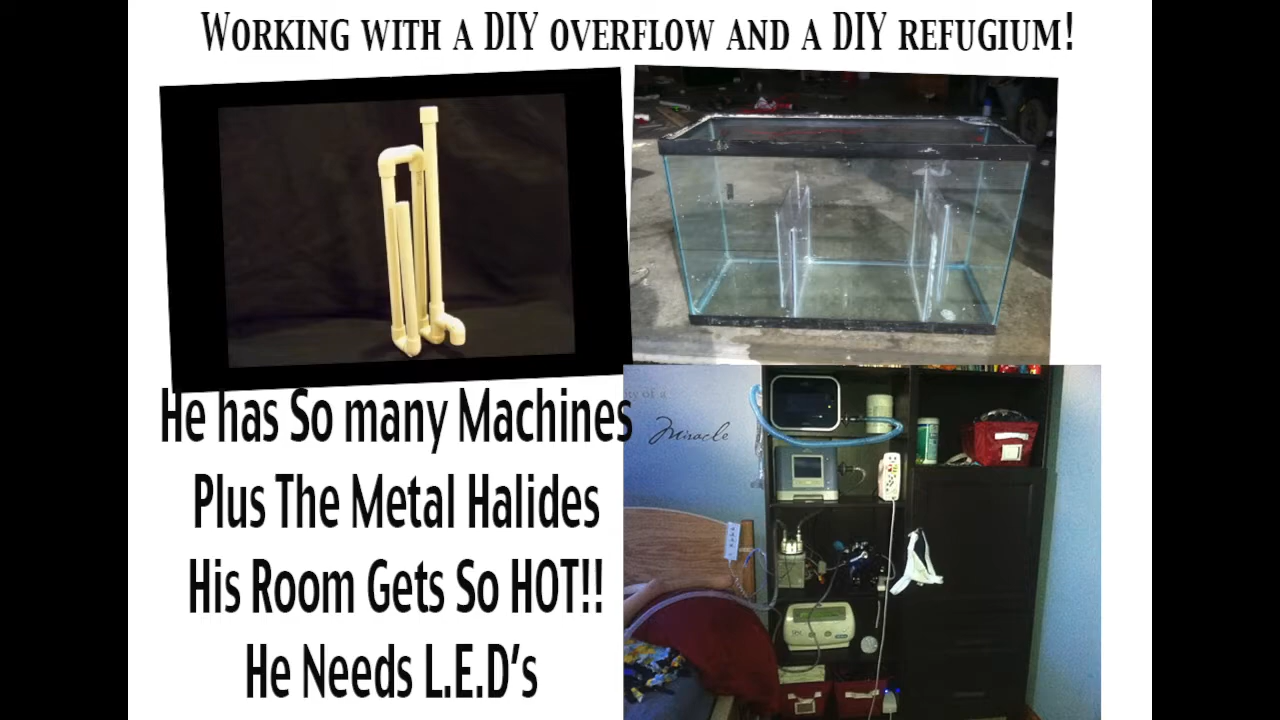 Working with a DIY overflow and a DIY refugium!
He has So many Machines
Plus The Metal Halides
His Room Gets So HOT!!
He Needs L.E.D's
of a
Miracle